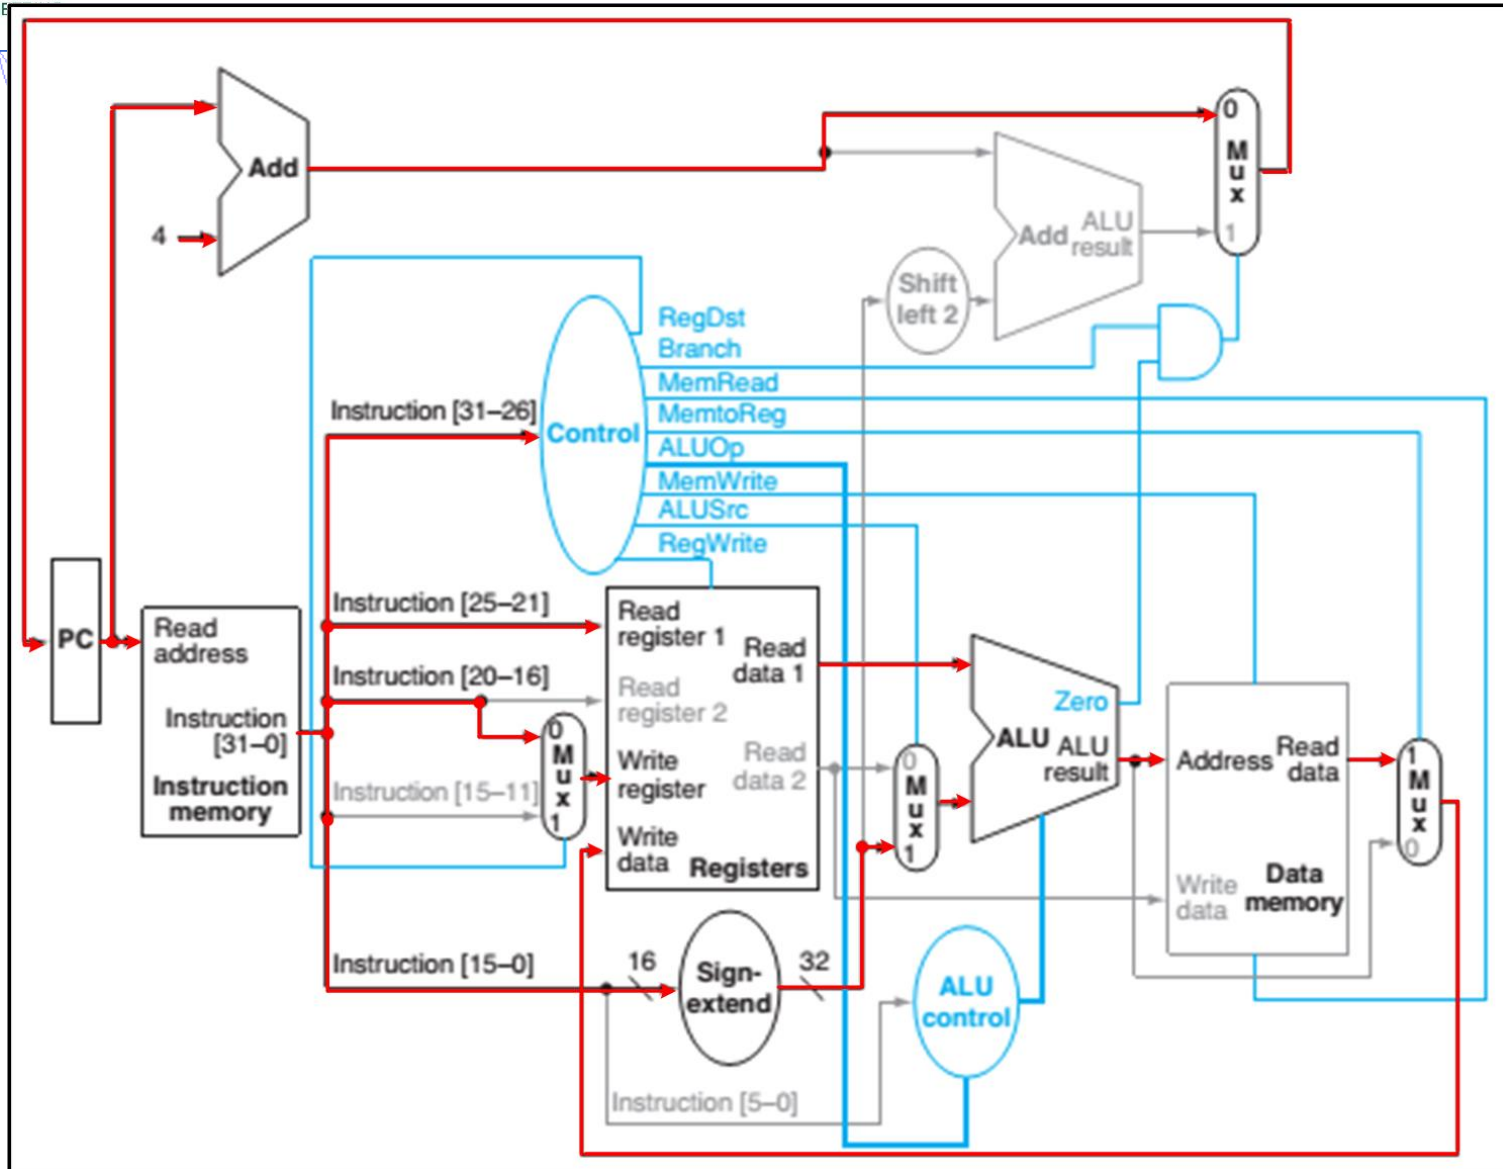 E
0
M
u
x
1
Add
4
Add ALU
result
Shift
left 2
RegDst
Branch
MemRead
MemtoReg
ALUOp
MemWrite
ALUSrc
RegWrite
Control
Instruction [31–26]
Instruction [25–21]
Instruction [20–16]
Instruction [15–11]
Instruction [15–0]
PC
Read
address
Instruction
[31–0]
Instruction
memory
0
M
u
x
1
Read
register 1
Read
register 2
Write
register
Write
data
Read
data 1
Read
data 2
Registers
0
M
u
x
1
Zero
ALU ALU
result
Address
Read
data
Write
data
Data
memory
1
M
u
x
0
16
Sign-
extend
32
ALU
control
Instruction [5–0]